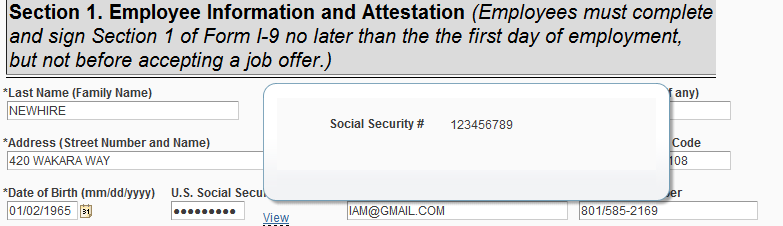 Section 1. Employee Information and Attestation (Employees must complete
and sign Section 1 of Form I-9 no later than the the first day of employment,
but not before accepting a job offer.)
*Last Name (Family Name)
f any)
NEWHIRE
Social Security # 123456789
*Address (Street Number and Name)
Code
420 WAKARA WAY
108
*Date of Birth (mm/dd/yyyy) U.S. Social Secu
er
01/02/1965 31 ●●●●●●●●● View IAM@GMAIL.COM 801/585-2169